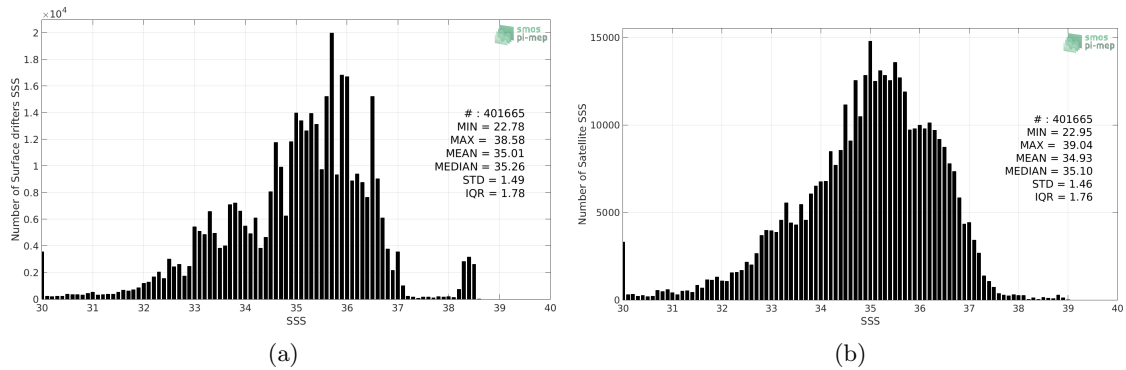 ×10⁴
2
1.8
1.6
1.4
1.2
1
0.8
0.6
0.4
0.2
0
Number of Surface drifters SSS
smos
pi-mep
# : 401665
MIN = 22.78
MAX = 38.58
MEAN = 35.01
MEDIAN = 35.26
STD = 1.49
IQR = 1.78
30 31 32 33 34 35 36 37 38 39 40
SSS
(a)
15000
10000
5000
0
Number of Satellite SSS
smos
pi-mep
# : 401665
MIN = 22.95
MAX = 39.04
MEAN = 34.93
MEDIAN = 35.10
STD = 1.46
IQR = 1.76
30 31 32 33 34 35 36 37 38 39 40
SSS
(b)